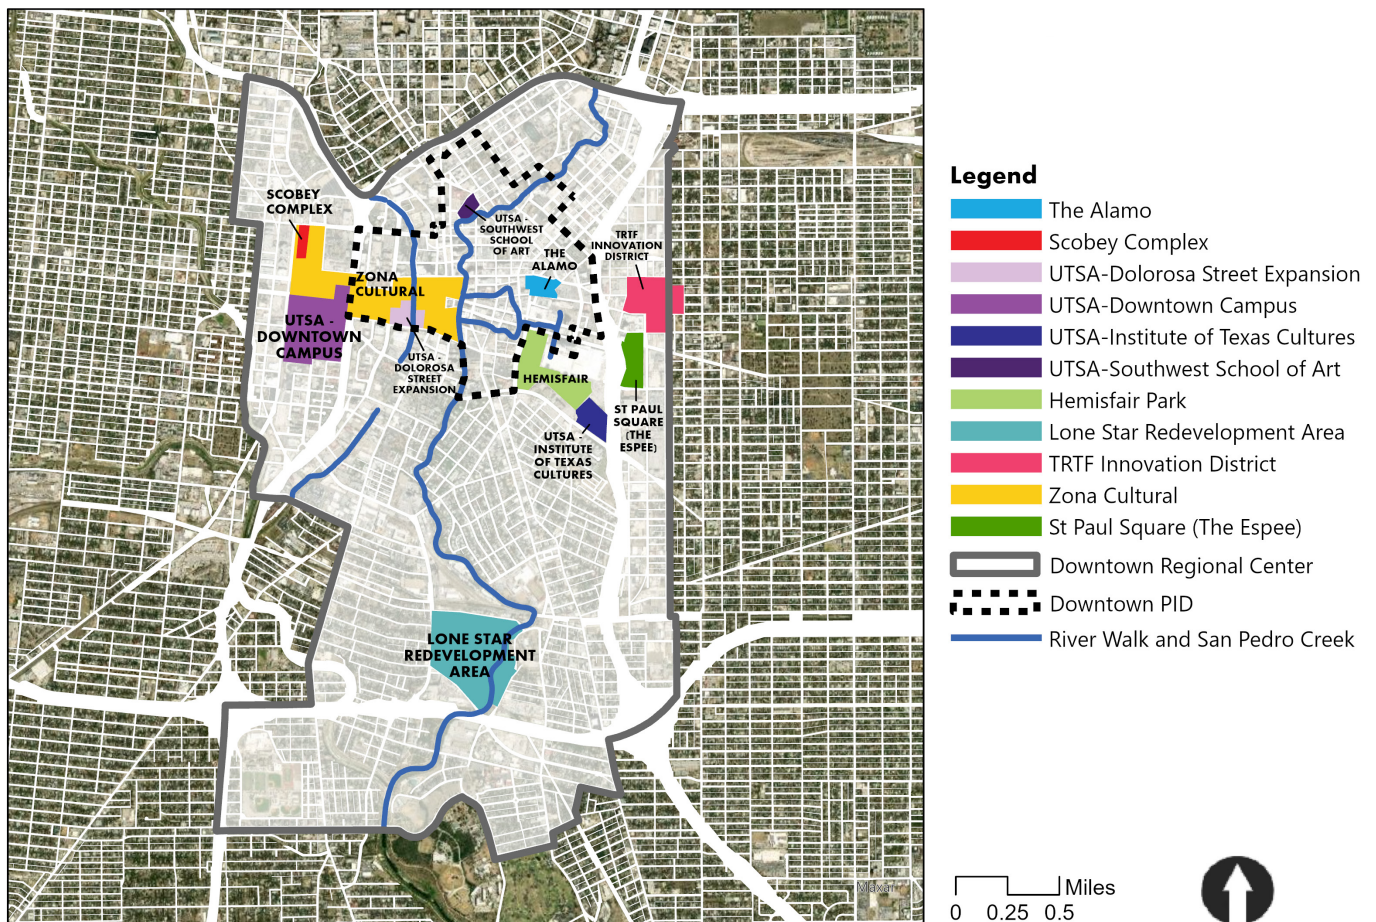 SCOBEY
COMPLEX
UTSA -
SOUTHWEST
SCHOOL
OF ART
TRTF
INNOVATION
DISTRICT
THE
ALAMO
ZONA
CULTURAL
UTSA -
DOWNTOWN
CAMPUS
UTSA -
DOLOROSA
STREET
EXPANSION
HEMISFAIR
ST PAUL
SQUARE
(THE
ESPEE)
UTSA -
INSTITUTE
OF TEXAS
CULTURES
LONE STAR
REDEVELOPMENT
AREA
Maxar
Legend
The Alamo
Scobey Complex
UTSA-Dolorosa Street Expansion
UTSA-Downtown Campus
UTSA-Institute of Texas Cultures
UTSA-Southwest School of Art
Hemisfair Park
Lone Star Redevelopment Area
TRTF Innovation District
Zona Cultural
St Paul Square (The Espee)
Downtown Regional Center
Downtown PID
River Walk and San Pedro Creek
Miles
0 0.25 0.5